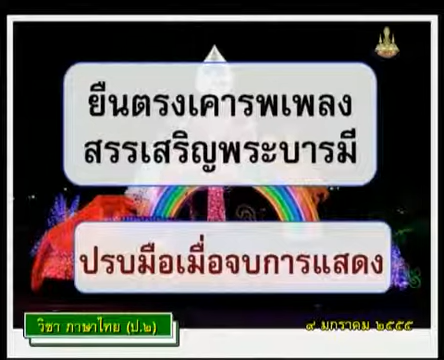 ยืนตรงเคารพเพลง
สรรเสริญพระบารมี
ปรบมือเมื่อจบการแสดง
วิชา ภาษาไทย (ป.๒)
๙ มกราคม ๒๕๕๕